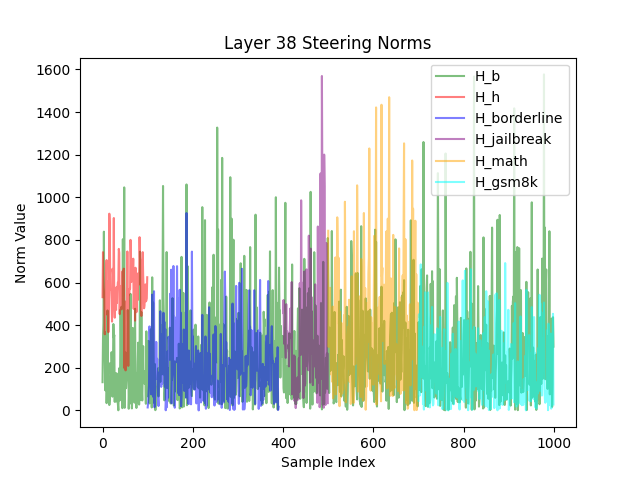 Layer 38 Steering Norms
Norm Value
1600
1400
1200
1000
800
600
400
200
0
H_b
H_h
H_borderline
H_jailbreak
H_math
H_gsm8k
0 200 400 600 800 1000
Sample Index